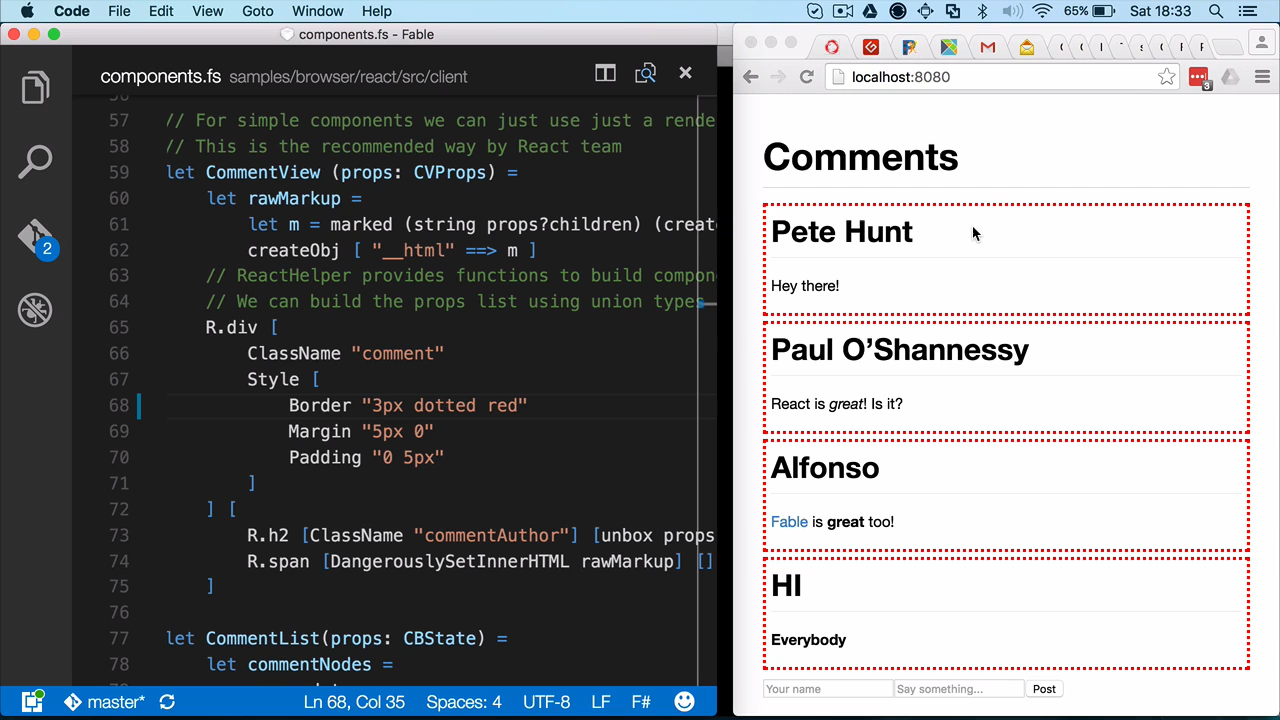 Code File Edit View Goto Window Help 65% Sat 18:33
components.fs - Fable
components.fs samples/browser/react/src/client
57 // For simple components we can just use just a rende
58 // This is the recommended way by React team
59 let CommentView (props: CVProps) =
60 let rawMarkup =
61 let m = marked (string props?children) (creat
62 createObj [ "__html" ==> m ]
63 // ReactHelper provides functions to build compon
64 // We can build the props list using union types
65 R.div [
66 ClassName "comment"
67 Style [
68 Border "3px dotted red"
69 Margin "5px 0"
70 Padding "0 5px"
71 ]
72 ] [
73 R.h2 [ClassName "commentAuthor"] [unbox props
74 R.span [DangerouslySetInnerHTML rawMarkup] []
75 ]
76
77 let CommentList(props: CBState) =
78 let commentNodes =
2
master* Ln 68, Col 35 Spaces: 4 UTF-8 LF F#
localhost:8080
3
Comments
Pete Hunt
Hey there!
Paul O’Shannessy
React is great! Is it?
Alfonso
Fable is great too!
HI
Everybody
Your name Say something... Post